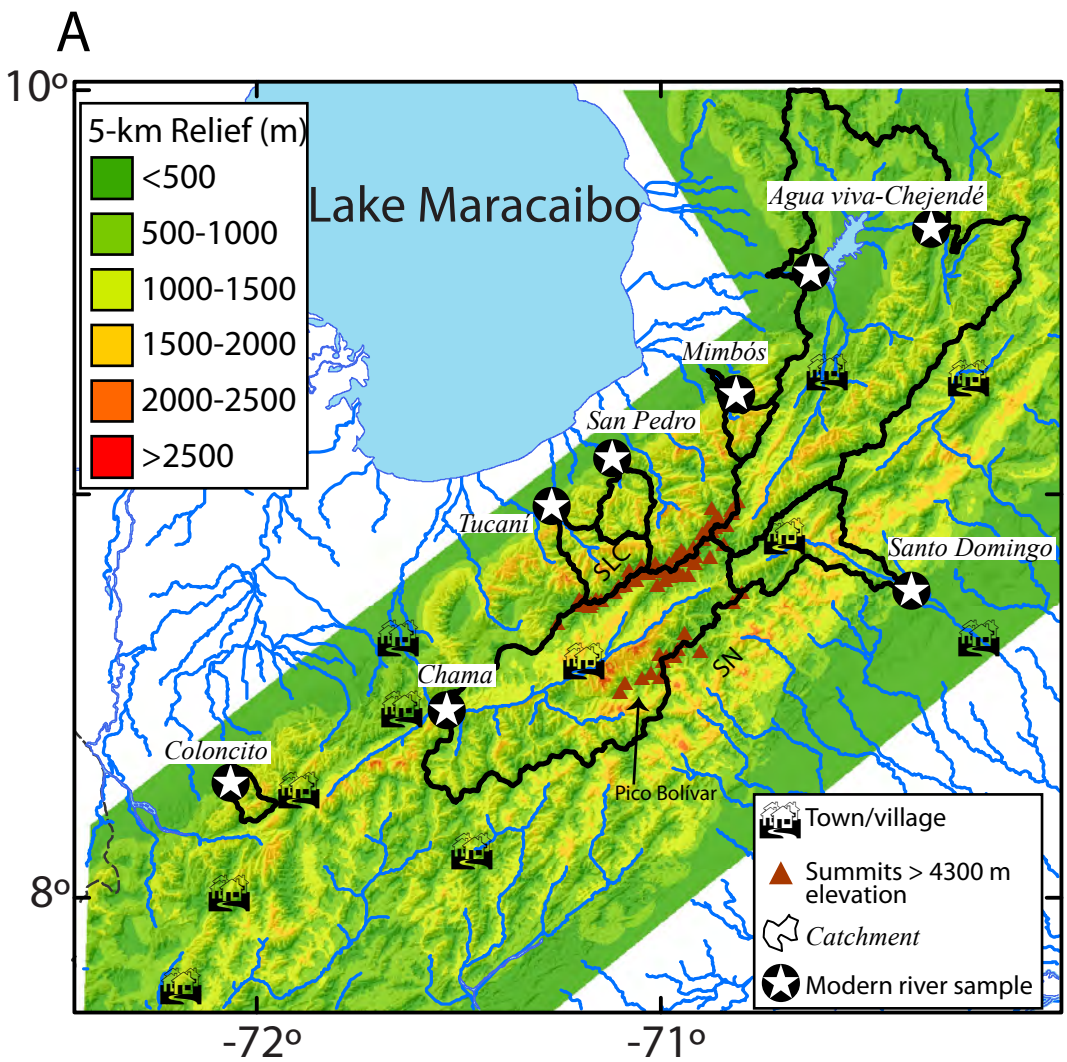 A
10º
5-km Relief (m)
<500
500-1000
1000-1500
1500-2000
2000-2500
>2500
Lake Maracaibo
Agua viva-Chejendé
Mimbós
San Pedro
Tucaní
SLC
Santo Domingo
SN
Chama
Coloncito
Pico Bolívar
8º
Town/village
Summits > 4300 m
elevation
Catchment
Modern river sample
-72º
-71º